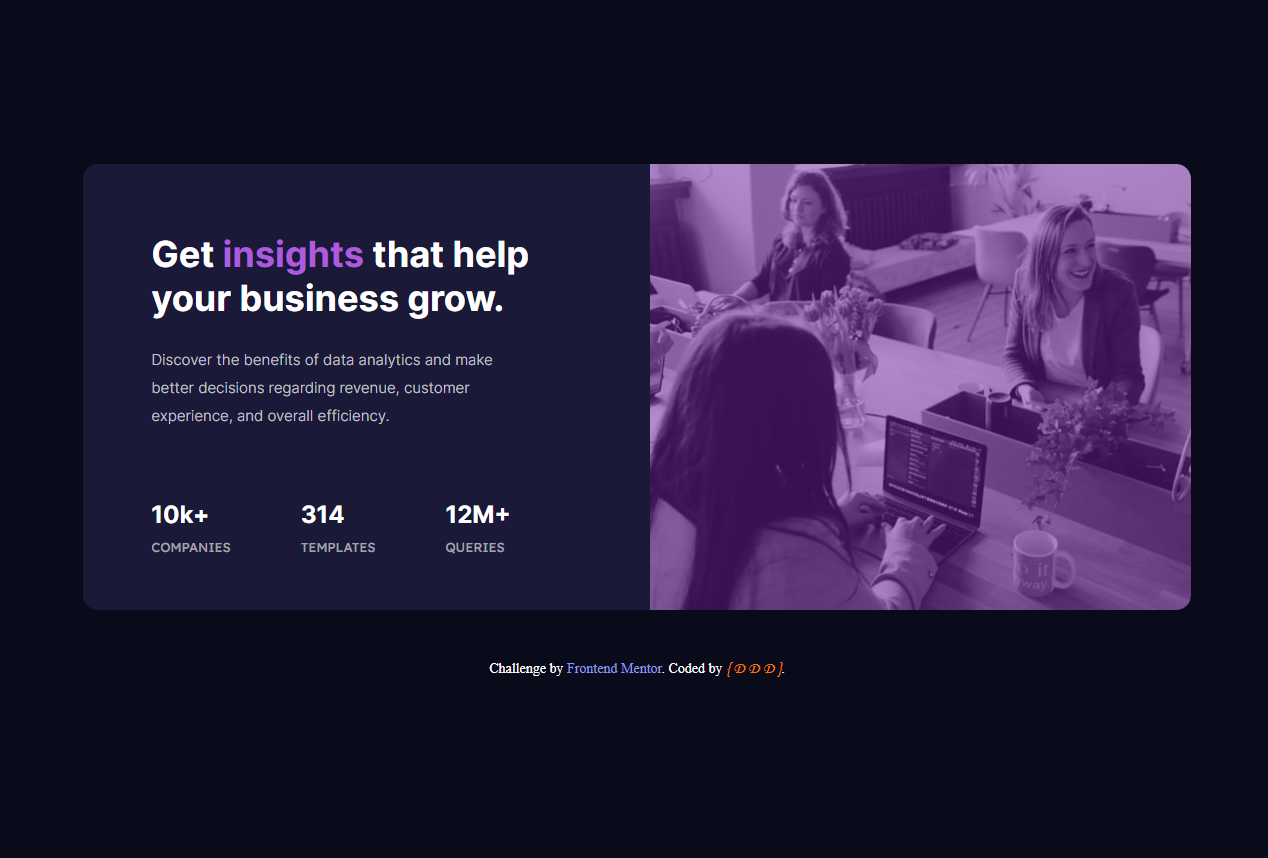 Get insights that help
your business grow.
Discover the benefits of data analytics and make
better decisions regarding revenue, customer
experience, and overall efficiency.
10k+ 314 12M+
COMPANIES TEMPLATES QUERIES
Challenge by Frontend Mentor. Coded by {𝓓 𝓓 𝓓}.